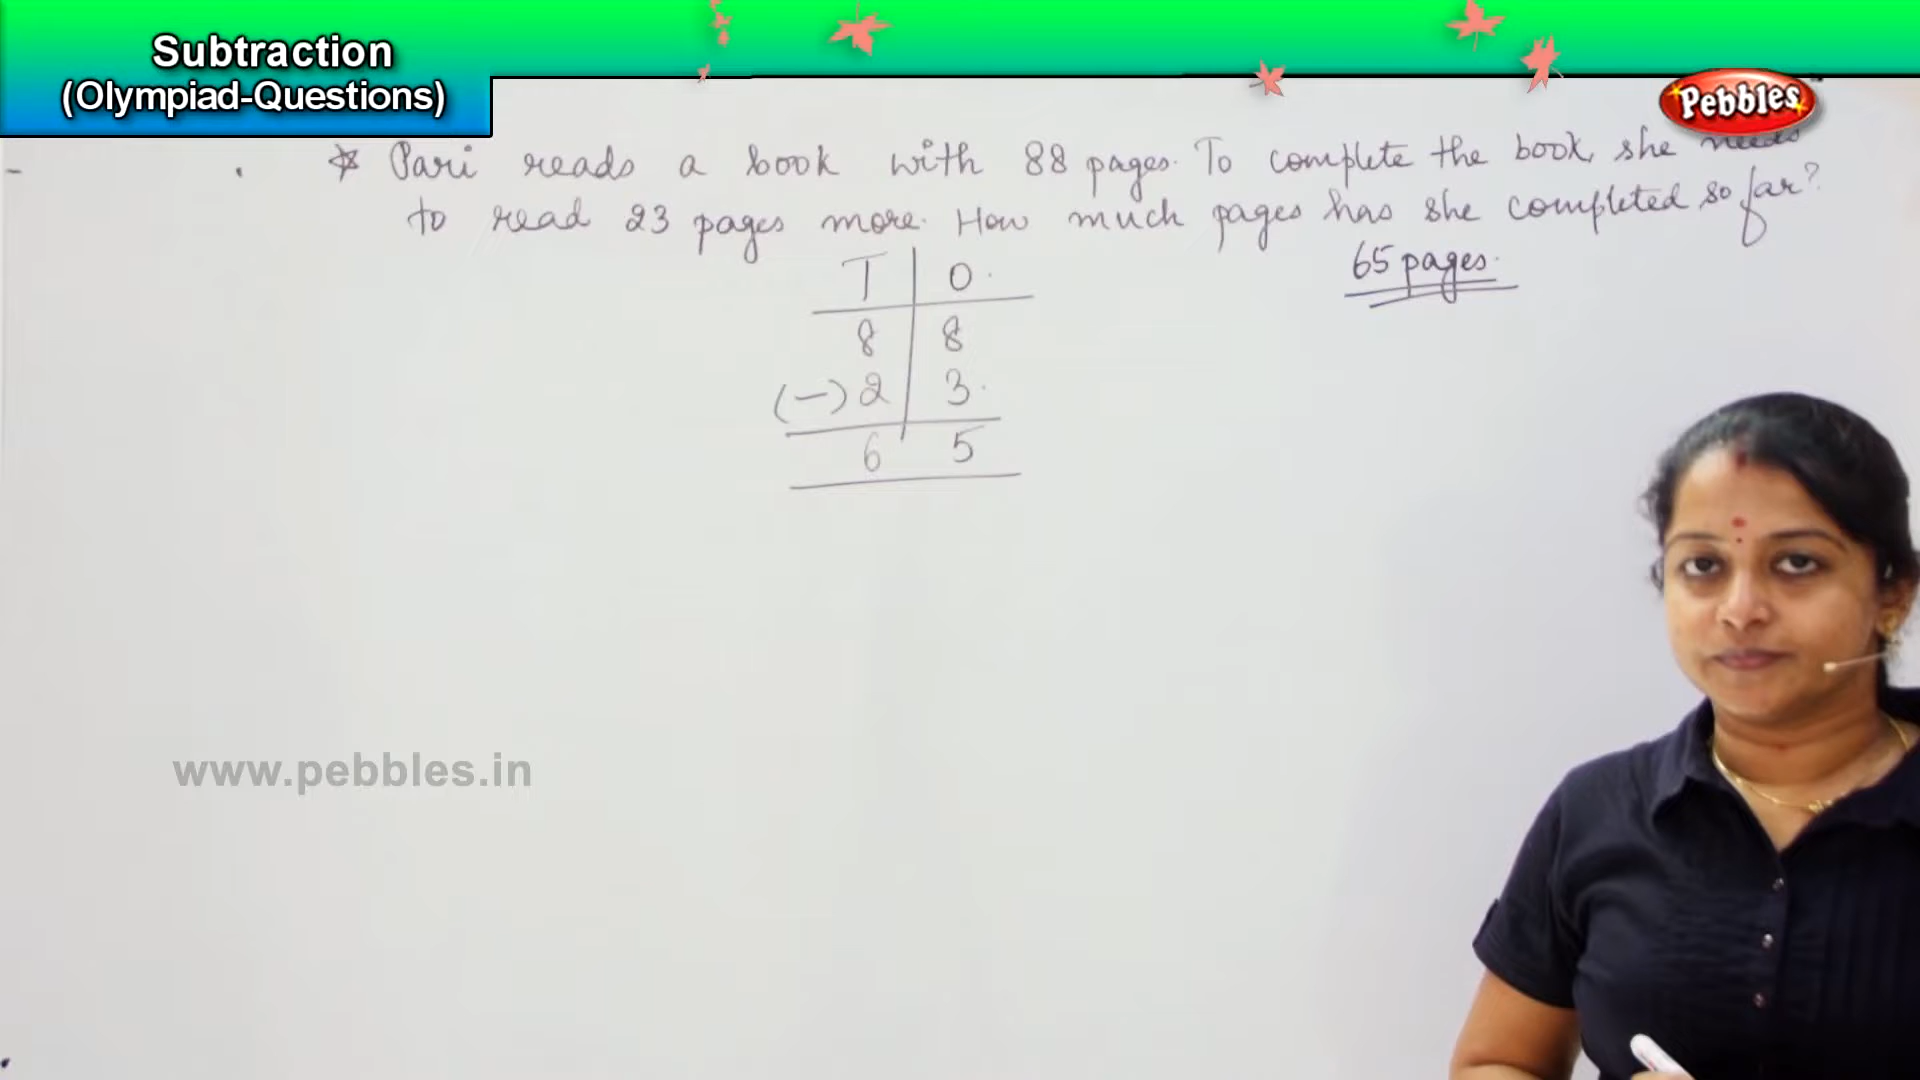 Subtraction
(Olympiad-Questions)
Pebbles
* Pari reads a book with 88 pages. To complete the book, she needs
to read 23 pages more. How much pages has she completed so far?
65 pages.
T O
8 8
(-) 2 3
6 5
www.pebbles.in